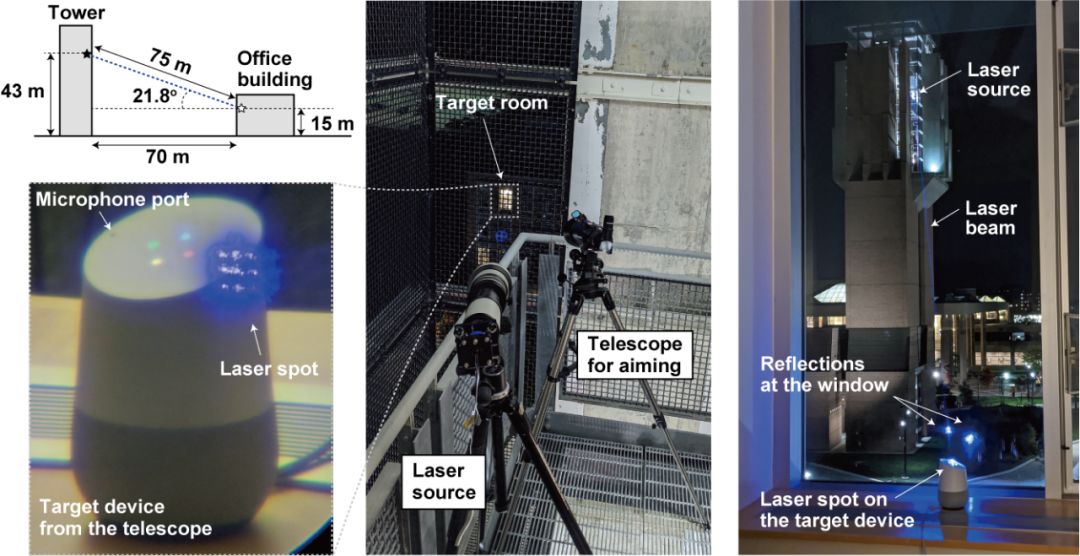 Tower
75 m
Office
building
43 m
21.8º
15 m
70 m
Microphone port
Laser spot
Target device
from the telescope
Target room
Telescope
for aiming
Laser
source
Laser
source
Laser
beam
Reflections
at the window
Laser spot on
the target device